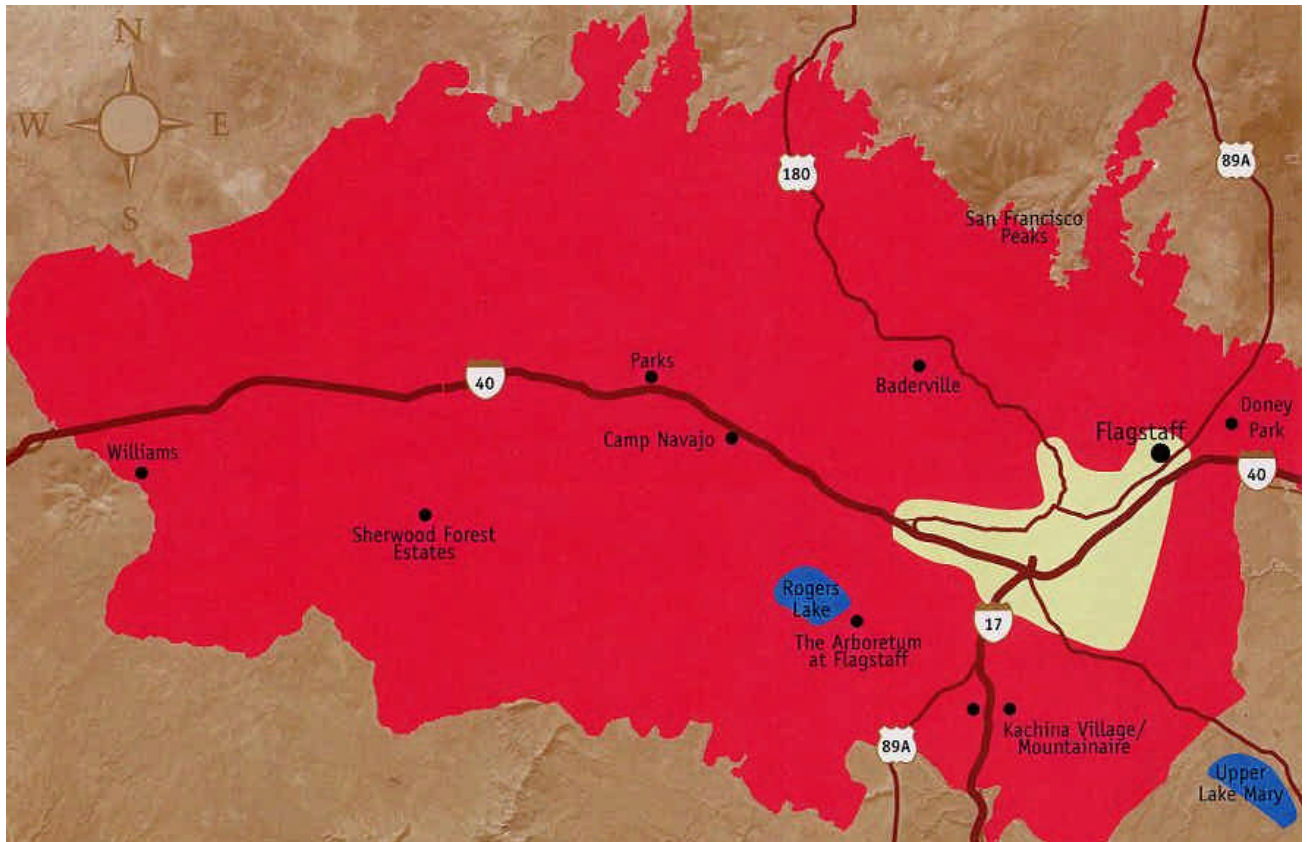 N
W
E
S
180
89A
San Francisco
Peaks
40
Parks
Baderville
Camp Navajo
Flagstaff
Doney
Park
40
Williams
Sherwood Forest
Estates
Rogers
Lake
The Arboretum
at Flagstaff
17
89A
Kachina Village/
Mountainaire
Upper
Lake Mary